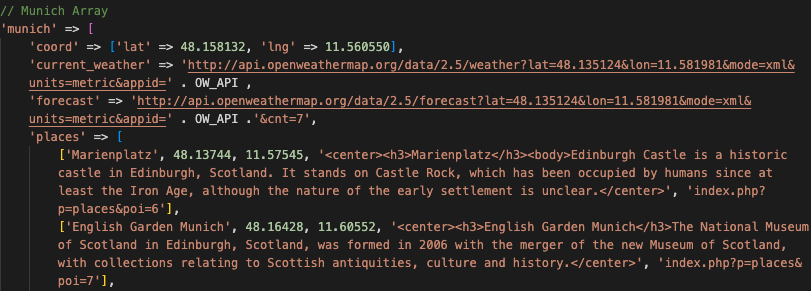 // Munich Array
'munich' => [
'coord' => ['lat' => 48.158132, 'lng' => 11.560550],
'current_weather' => 'http://api.openweathermap.org/data/2.5/weather?lat=48.135124&lon=11.581981&mode=xml&
units=metric&appid=' . OW_API ,
'forecast' => 'http://api.openweathermap.org/data/2.5/forecast?lat=48.135124&lon=11.581981&mode=xml&
units=metric&appid=' . OW_API .'&cnt=7',
'places' => [
['Marienplatz', 48.13744, 11.57545, '<center><h3>Marienplatz</h3><body>Edinburgh Castle is a historic
castle in Edinburgh, Scotland. It stands on Castle Rock, which has been occupied by humans since at
least the Iron Age, although the nature of the early settlement is unclear.</center>', 'index.php?
p=places&poi=6'],
['English Garden Munich', 48.16428, 11.60552, '<center><h3>English Garden Munich</h3>The National Museum
of Scotland in Edinburgh, Scotland, was formed in 2006 with the merger of the new Museum of Scotland,
with collections relating to Scottish antiquities, culture and history.</center>', 'index.php?p=places&
poi=7'],